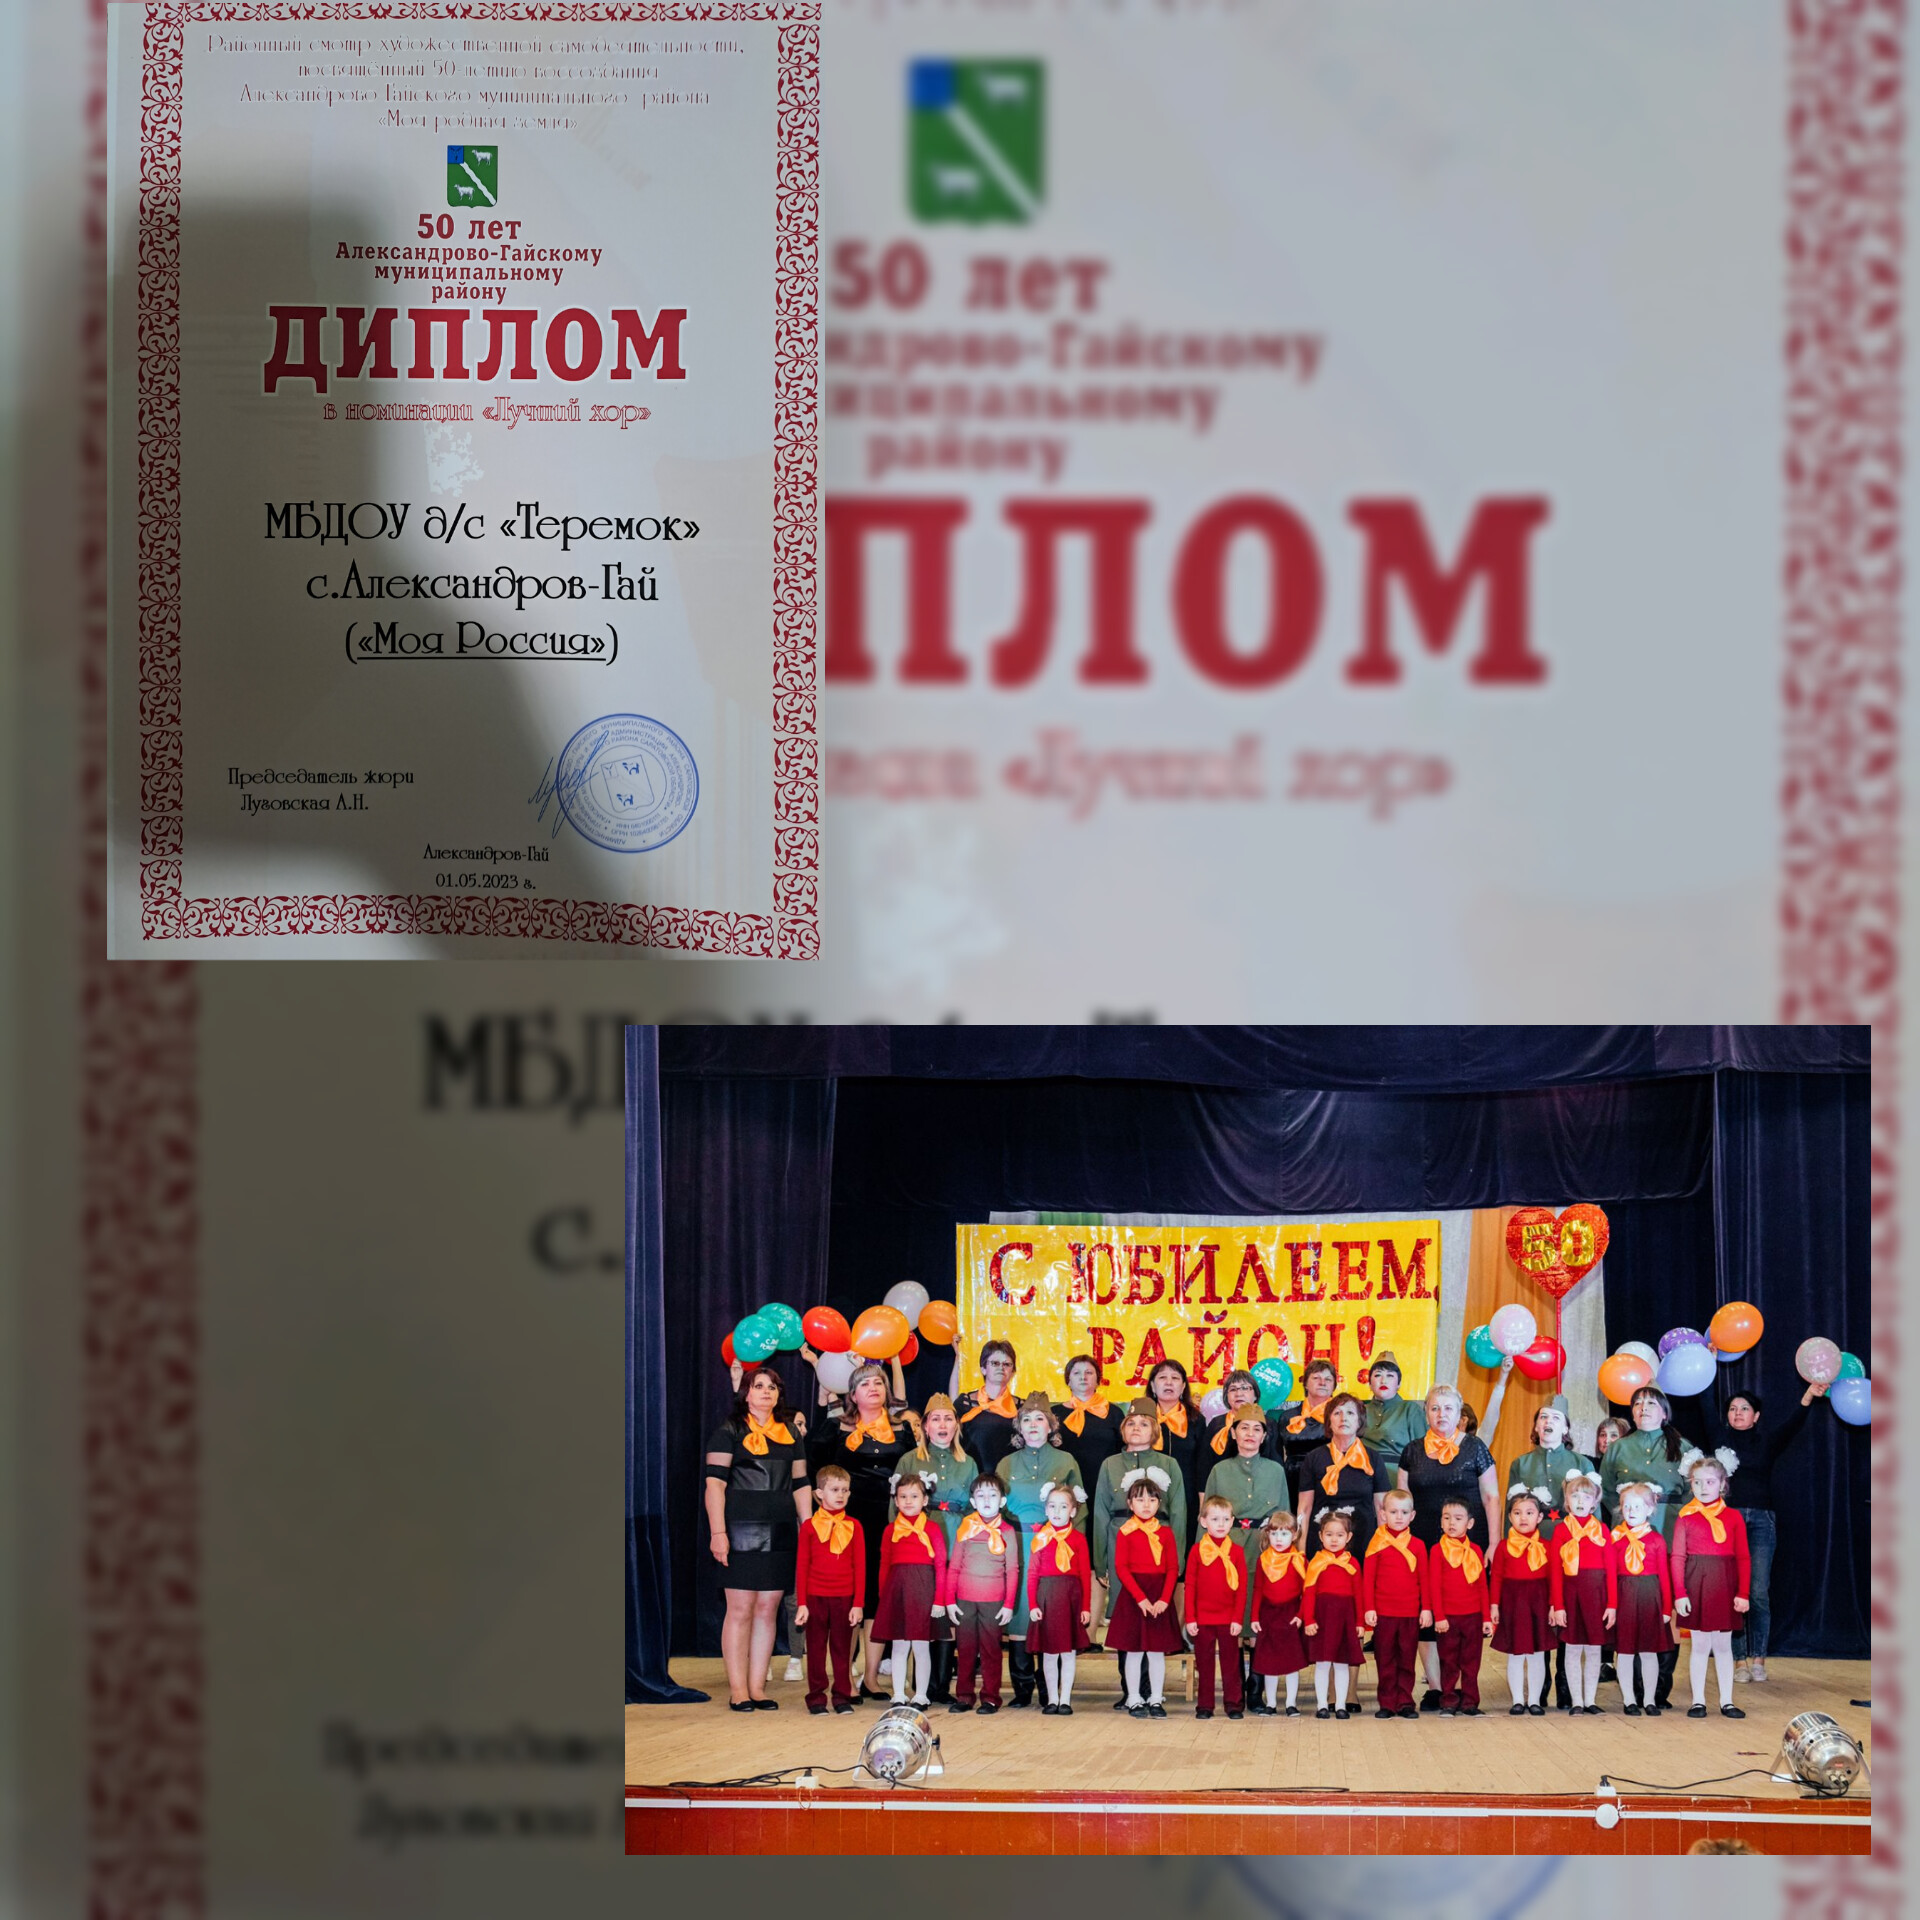 Районный смотр художественной самодеятельности,
посвящённый 50-летию воссоздания
Александрово-Гайского муниципального района
«Моя родная земля»
50 лет
Александрово-Гайскому
муниципальному
району
ДИПЛОМ
в номинации «Лучший хор»
МБДОУ д/с «Теремок»
с.Александров-Гай
(«Моя Россия»)
Председатель жюри
Лузовская А.Н.
Александров-Гай
01.05.2023 г.
С ЮБИЛЕЕМ,
РАЙОН!
50